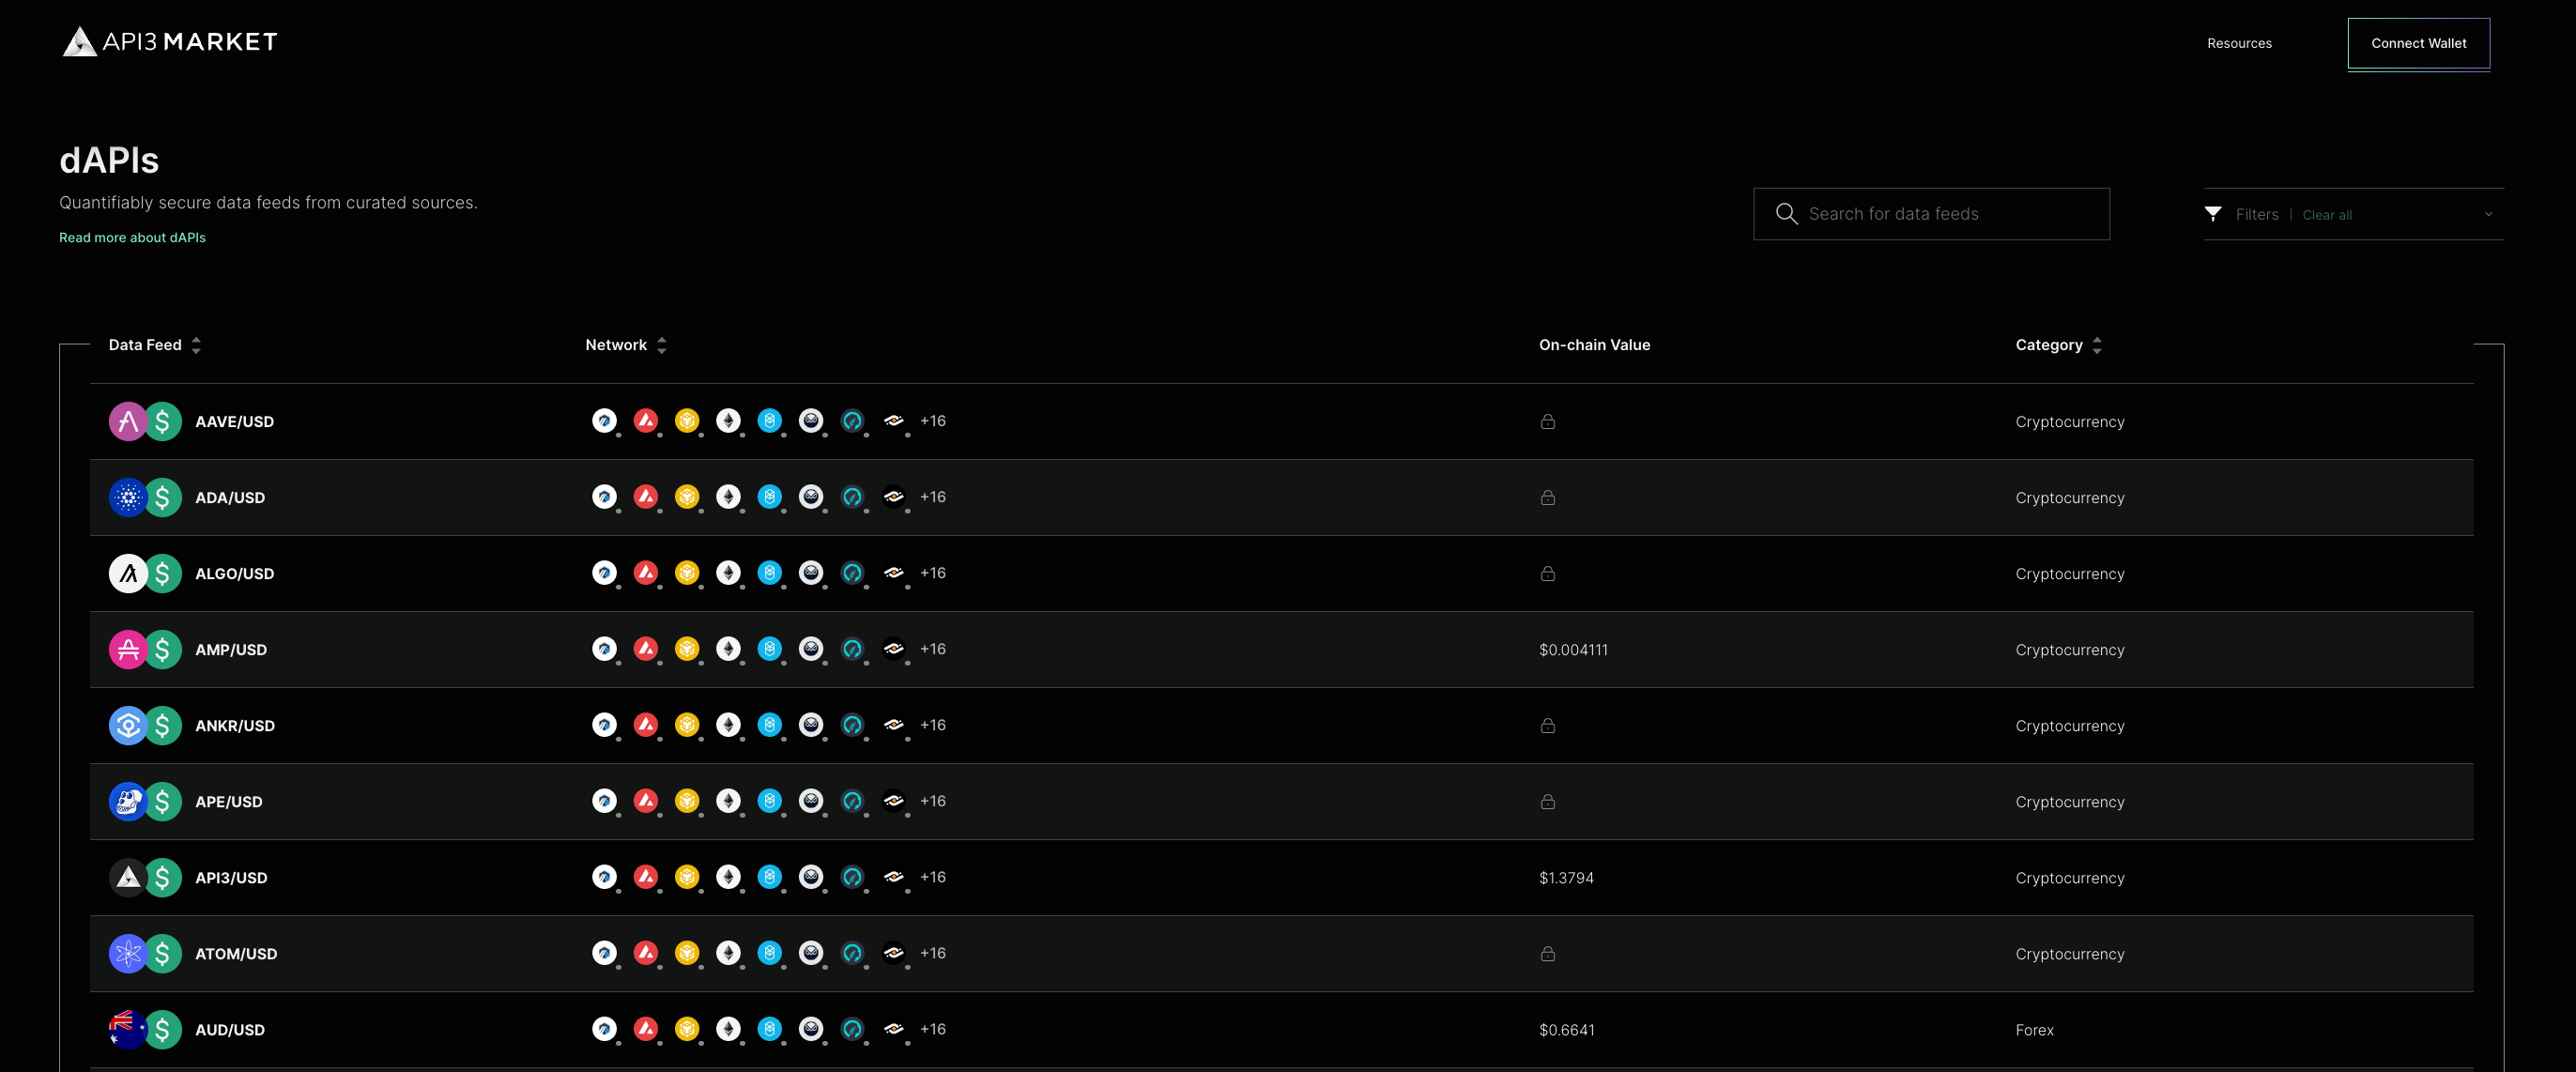 API3 MARKET
Resources
Connect Wallet
dAPIs
Quantifiably secure data feeds from curated sources.
Read more about dAPIs
Search for data feeds
Filters | Clear all
Data Feed Network On-chain Value Category
AAVE/USD +16 Cryptocurrency
ADA/USD +16 Cryptocurrency
ALGO/USD +16 Cryptocurrency
AMP/USD +16 $0.004111 Cryptocurrency
ANKR/USD +16 Cryptocurrency
APE/USD +16 Cryptocurrency
API3/USD +16 $1.3794 Cryptocurrency
ATOM/USD +16 Cryptocurrency
AUD/USD +16 $0.6641 Forex